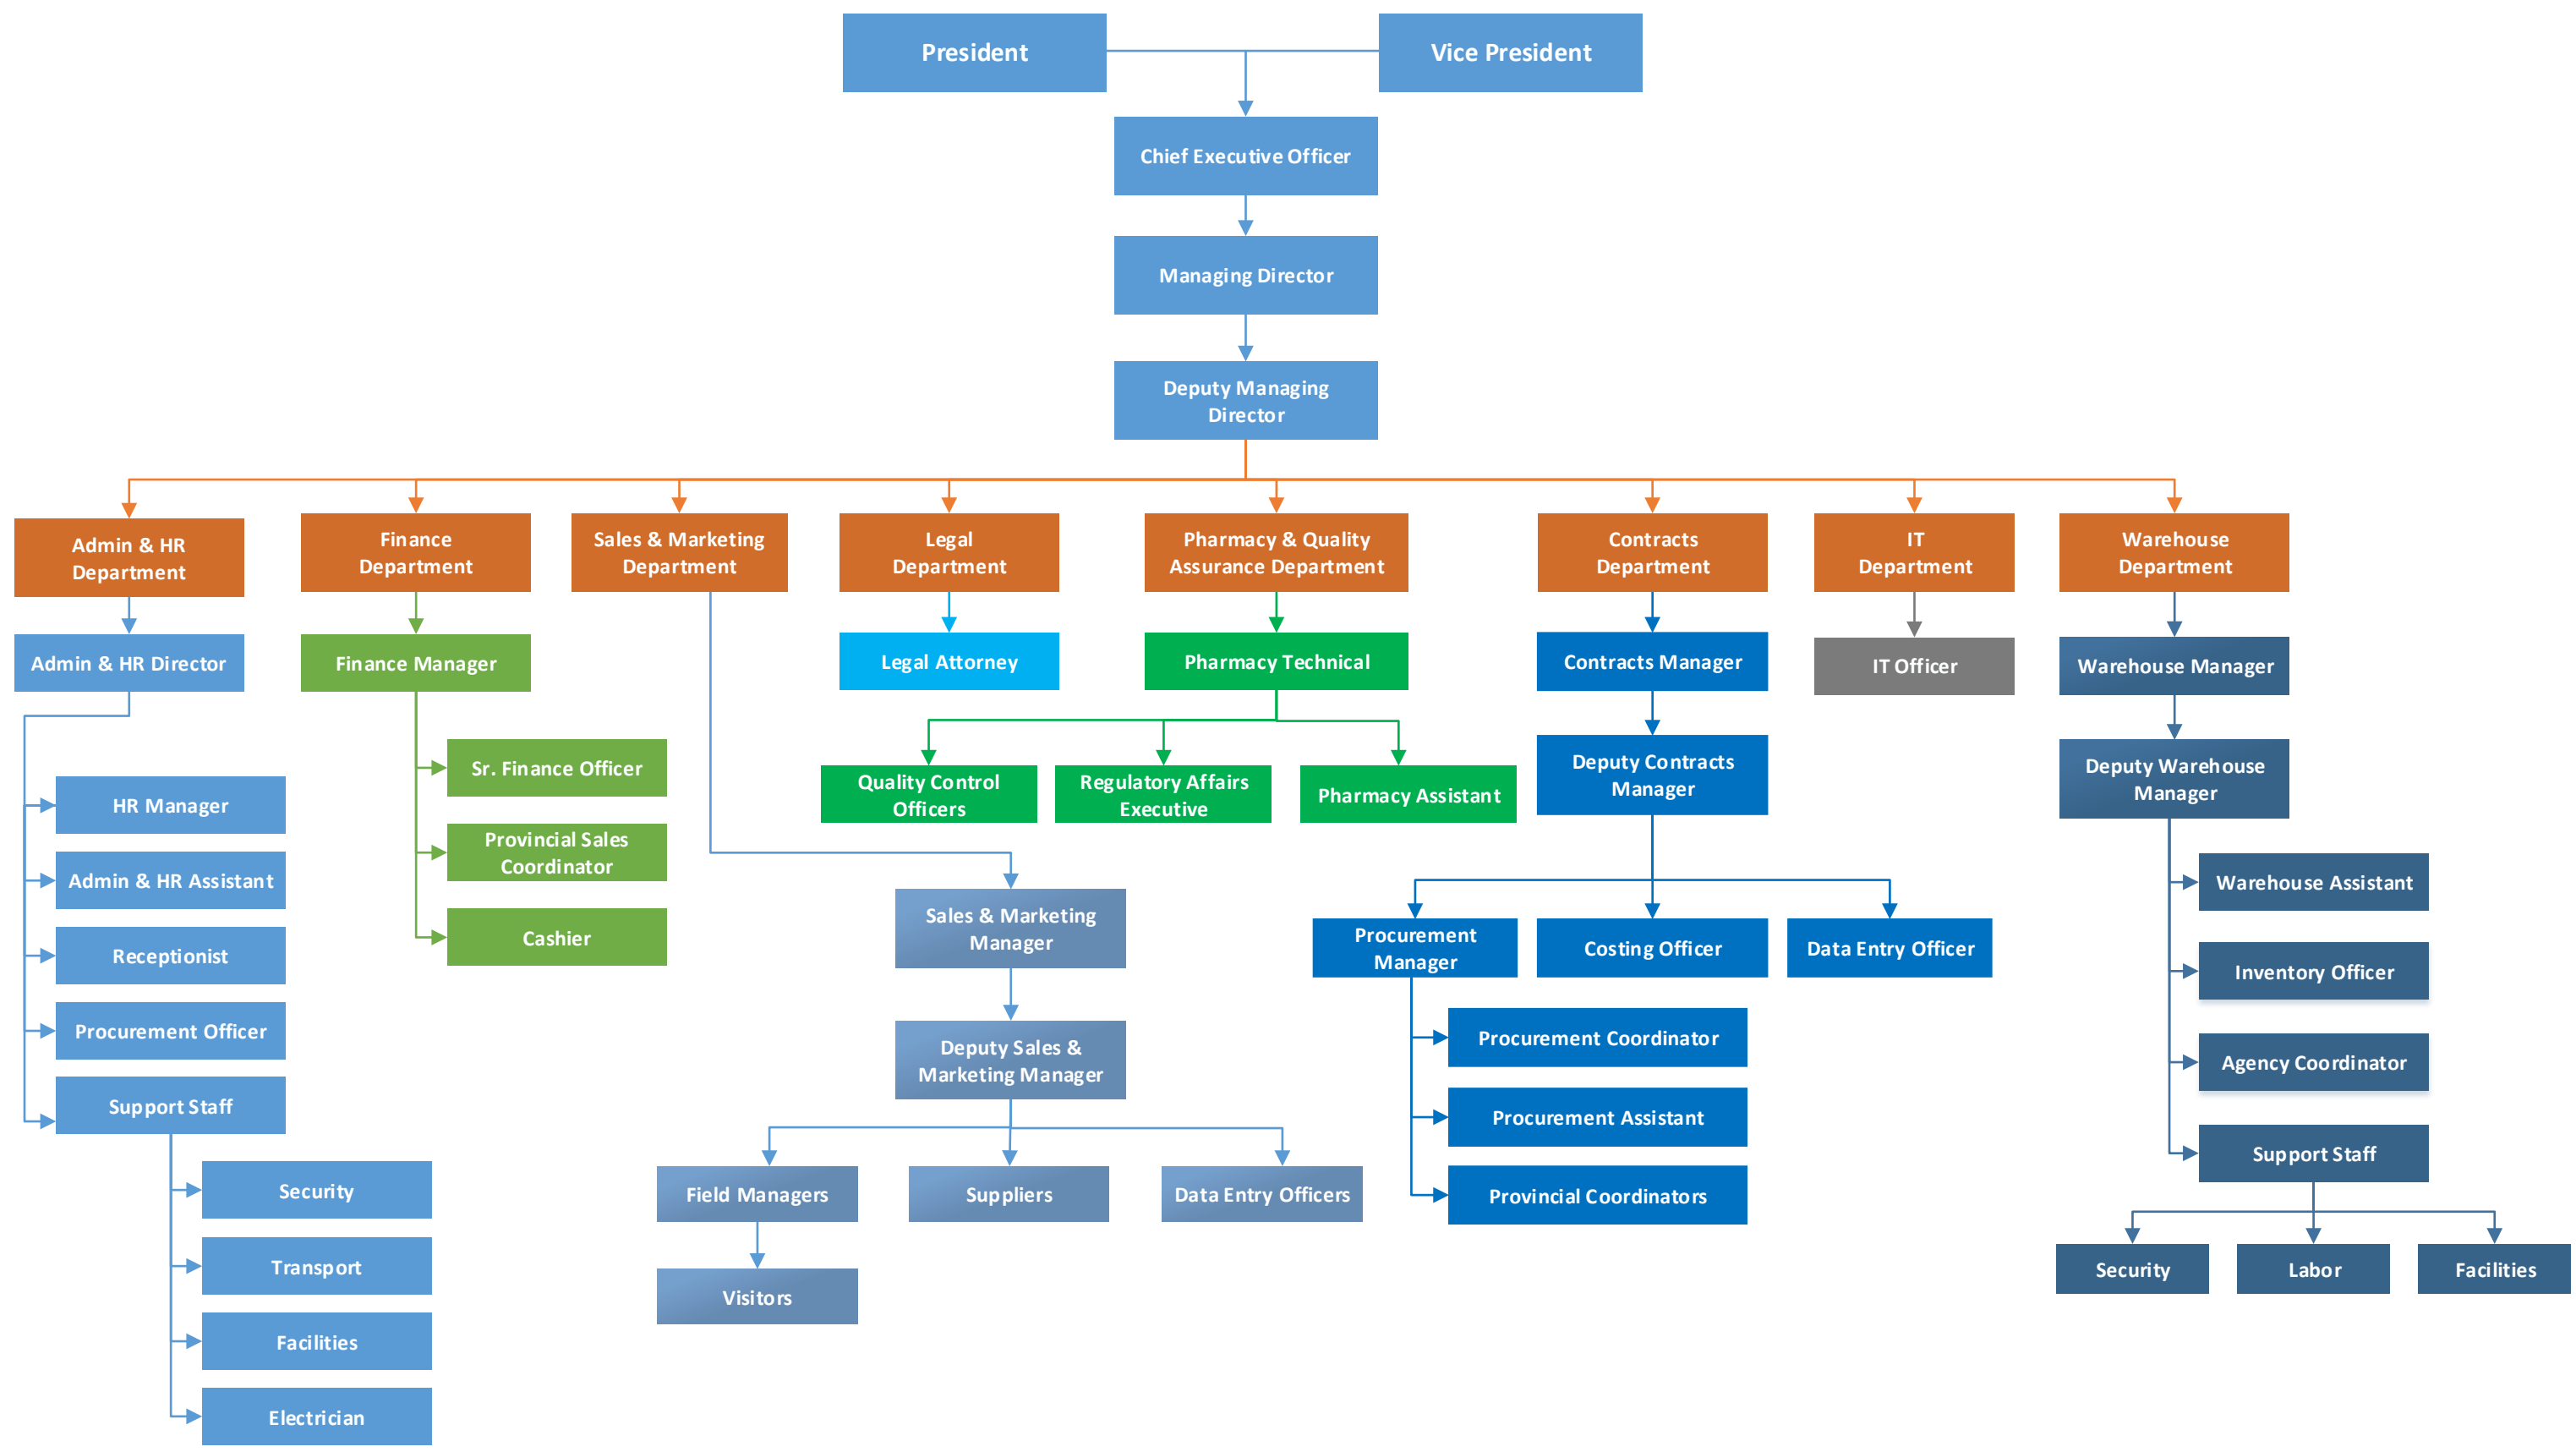 President
Vice President
Chief Executive Officer
Managing Director
Deputy Managing
Director
Admin & HR
Department
Finance
Department
Sales & Marketing
Department
Legal
Department
Pharmacy & Quality
Assurance Department
Contracts
Department
IT
Department
Warehouse
Department
Admin & HR Director
HR Manager
Admin & HR Assistant
Receptionist
Procurement Officer
Support Staff
Security
Transport
Facilities
Electrician
Finance Manager
Sr. Finance Officer
Provincial Sales
Coordinator
Cashier
Sales & Marketing
Manager
Deputy Sales &
Marketing Manager
Field Managers
Suppliers
Data Entry Officers
Visitors
Legal Attorney
Pharmacy Technical
Quality Control
Officers
Regulatory Affairs
Executive
Pharmacy Assistant
Contracts Manager
Deputy Contracts
Manager
Procurement
Manager
Costing Officer
Data Entry Officer
Procurement Coordinator
Procurement Assistant
Provincial Coordinators
IT Officer
Warehouse Manager
Deputy Warehouse
Manager
Warehouse Assistant
Inventory Officer
Agency Coordinator
Support Staff
Security
Labor
Facilities